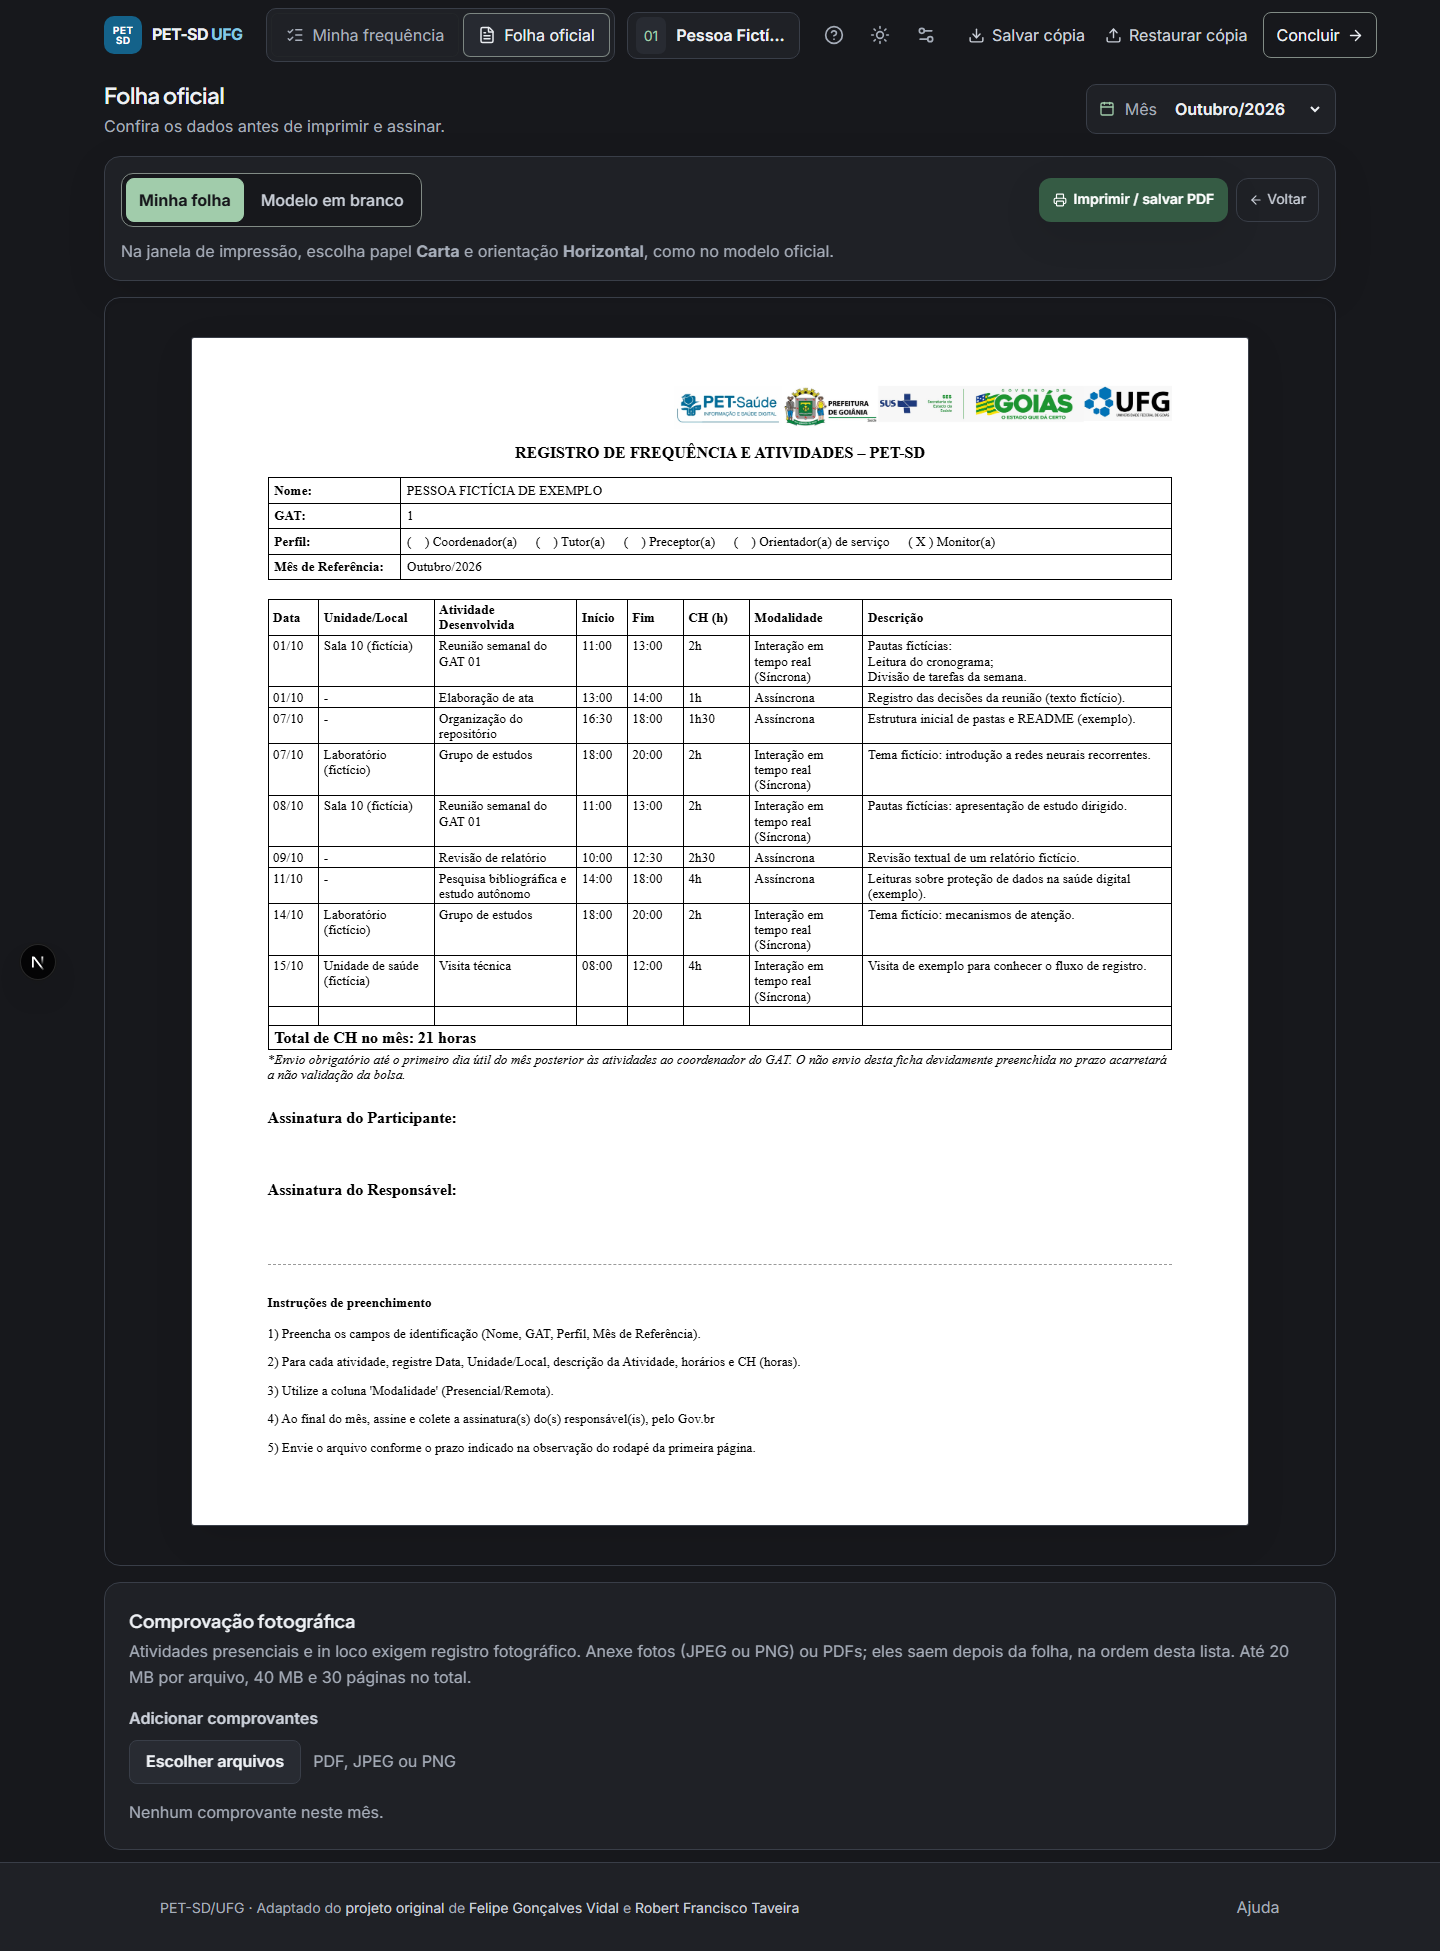 PET
SD
PET-SD UFG
Minha frequência
Folha oficial
01 Pessoa Fictí...
Salvar cópia
Restaurar cópia
Concluir
Folha oficial
Confira os dados antes de imprimir e assinar.
Mês Outubro/2026
Minha folha
Modelo em branco
Imprimir / salvar PDF
Voltar
Na janela de impressão, escolha papel Carta e orientação Horizontal, como no modelo oficial.
PET-Saúde
INFORMAÇÃO E SAÚDE DIGITAL
PREFEITURA
DE GOIÂNIA
SUS
SES
Secretaria de
Estado da
Saúde
GOVERNO DE
GOIÁS
O ESTADO QUE DÁ CERTO
UFG
UNIVERSIDADE FEDERAL DE GOIÁS
REGISTRO DE FREQUÊNCIA E ATIVIDADES – PET-SD
Nome: PESSOA FICTÍCIA DE EXEMPLO
GAT: 1
Perfil: ( ) Coordenador(a) ( ) Tutor(a) ( ) Preceptor(a) ( ) Orientador(a) de serviço ( X ) Monitor(a)
Mês de Referência: Outubro/2026
Data Unidade/Local Atividade Desenvolvida Início Fim CH (h) Modalidade Descrição
01/10 Sala 10 (fictícia) Reunião semanal do GAT 01 11:00 13:00 2h Interação em tempo real (Síncrona) Pautas fictícias:
Leitura do cronograma;
Divisão de tarefas da semana.
01/10 - Elaboração de ata 13:00 14:00 1h Assíncrona Registro das decisões da reunião (texto fictício).
07/10 - Organização do repositório 16:30 18:00 1h30 Assíncrona Estrutura inicial de pastas e README (exemplo).
07/10 Laboratório (fictício) Grupo de estudos 18:00 20:00 2h Interação em tempo real (Síncrona) Tema fictício: introdução a redes neurais recorrentes.
08/10 Sala 10 (fictícia) Reunião semanal do GAT 01 11:00 13:00 2h Interação em tempo real (Síncrona) Pautas fictícias: apresentação de estudo dirigido.
09/10 - Revisão de relatório 10:00 12:30 2h30 Assíncrona Revisão textual de um relatório fictício.
11/10 - Pesquisa bibliográfica e estudo autônomo 14:00 18:00 4h Assíncrona Leituras sobre proteção de dados na saúde digital (exemplo).
14/10 Laboratório (fictício) Grupo de estudos 18:00 20:00 2h Interação em tempo real (Síncrona) Tema fictício: mecanismos de atenção.
15/10 Unidade de saúde (fictícia) Visita técnica 08:00 12:00 4h Interação em tempo real (Síncrona) Visita de exemplo para conhecer o fluxo de registro.
Total de CH no mês: 21 horas
*Envio obrigatório até o primeiro dia útil do mês posterior às atividades ao coordenador do GAT. O não envio desta ficha devidamente preenchida no prazo acarretará
a não validação da bolsa.
Assinatura do Participante:
Assinatura do Responsável:
Instruções de preenchimento
1) Preencha os campos de identificação (Nome, GAT, Perfil, Mês de Referência).
2) Para cada atividade, registre Data, Unidade/Local, descrição da Atividade, horários e CH (horas).
3) Utilize a coluna 'Modalidade' (Presencial/Remota).
4) Ao final do mês, assine e colete a assinatura(s) do(s) responsável(is), pelo Gov.br
5) Envie o arquivo conforme o prazo indicado na observação do rodapé da primeira página.
N
Comprovação fotográfica
Atividades presenciais e in loco exigem registro fotográfico. Anexe fotos (JPEG ou PNG) ou PDFs; eles saem depois da folha, na ordem desta lista. Até 20
MB por arquivo, 40 MB e 30 páginas no total.
Adicionar comprovantes
Escolher arquivos PDF, JPEG ou PNG
Nenhum comprovante neste mês.
PET-SD/UFG · Adaptado do projeto original de Felipe Gonçalves Vidal e Robert Francisco Taveira
Ajuda